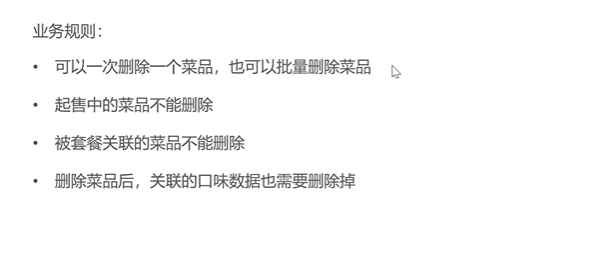 业务规则：
• 可以一次删除一个菜品，也可以批量删除菜品
• 起售中的菜品不能删除
• 被套餐关联的菜品不能删除
• 删除菜品后，关联的口味数据也需要删除掉